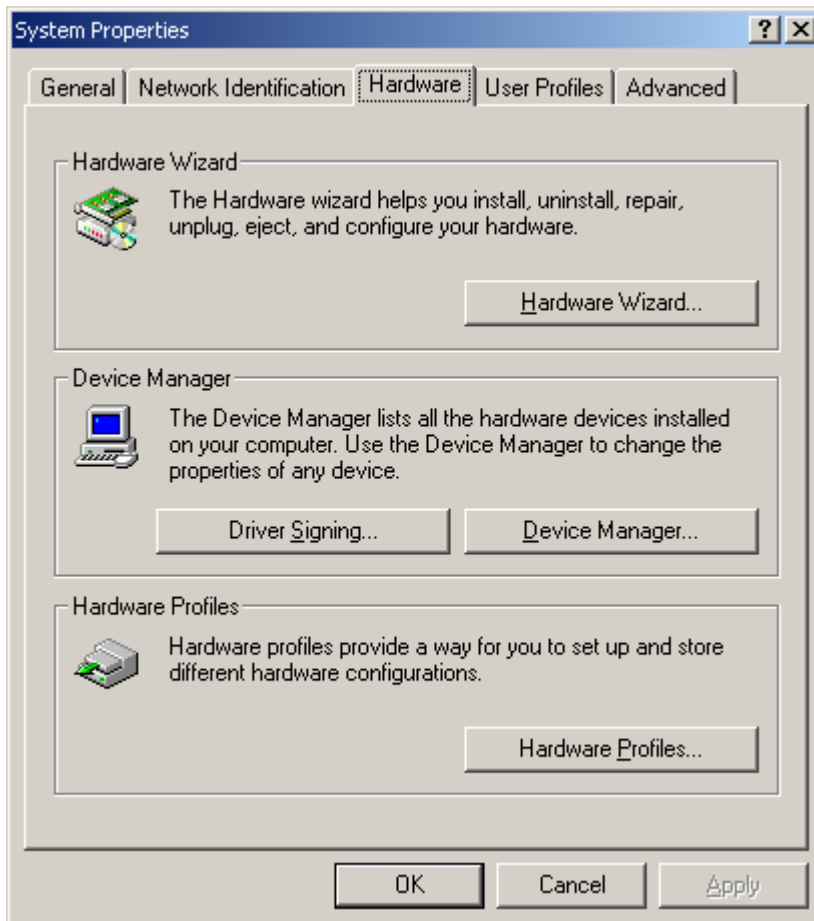 System Properties
General Network Identification Hardware User Profiles Advanced
Hardware Wizard
The Hardware wizard helps you install, uninstall, repair,
unplug, eject, and configure your hardware.
Hardware Wizard...
Device Manager
The Device Manager lists all the hardware devices installed
on your computer. Use the Device Manager to change the
properties of any device.
Driver Signing... Device Manager...
Hardware Profiles
Hardware profiles provide a way for you to set up and store
different hardware configurations.
Hardware Profiles...
OK Cancel Apply